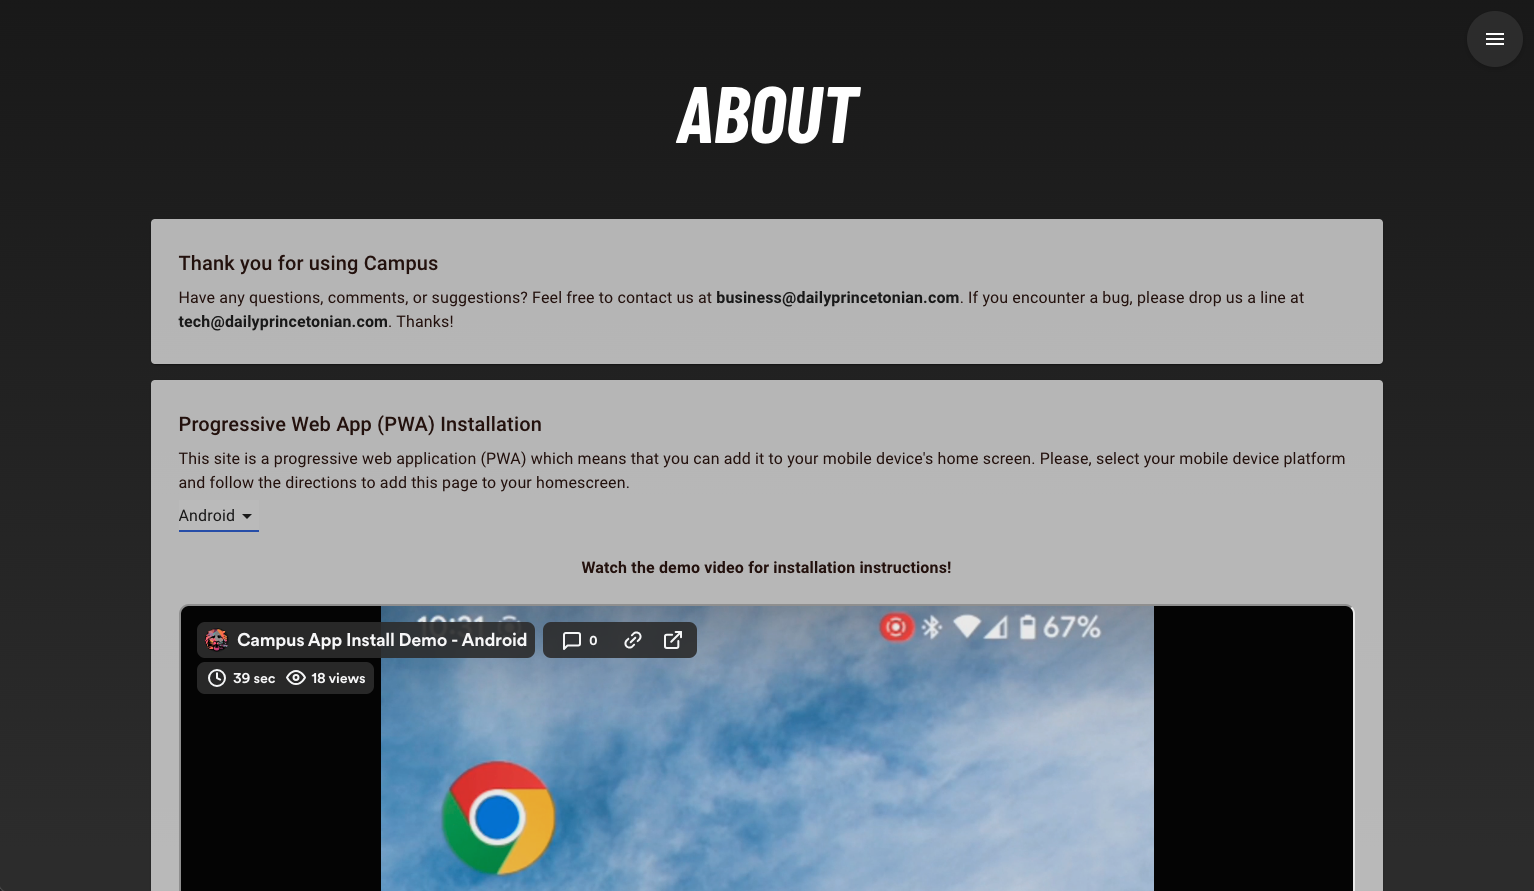 ABOUT
Thank you for using Campus
Have any questions, comments, or suggestions? Feel free to contact us at business@dailyprincetonian.com. If you encounter a bug, please drop us a line at
tech@dailyprincetonian.com. Thanks!
Progressive Web App (PWA) Installation
This site is a progressive web application (PWA) which means that you can add it to your mobile device's home screen. Please, select your mobile device platform
and follow the directions to add this page to your homescreen.
Android
Watch the demo video for installation instructions!
67%
Campus App Install Demo - Android 0
39 sec 18 views